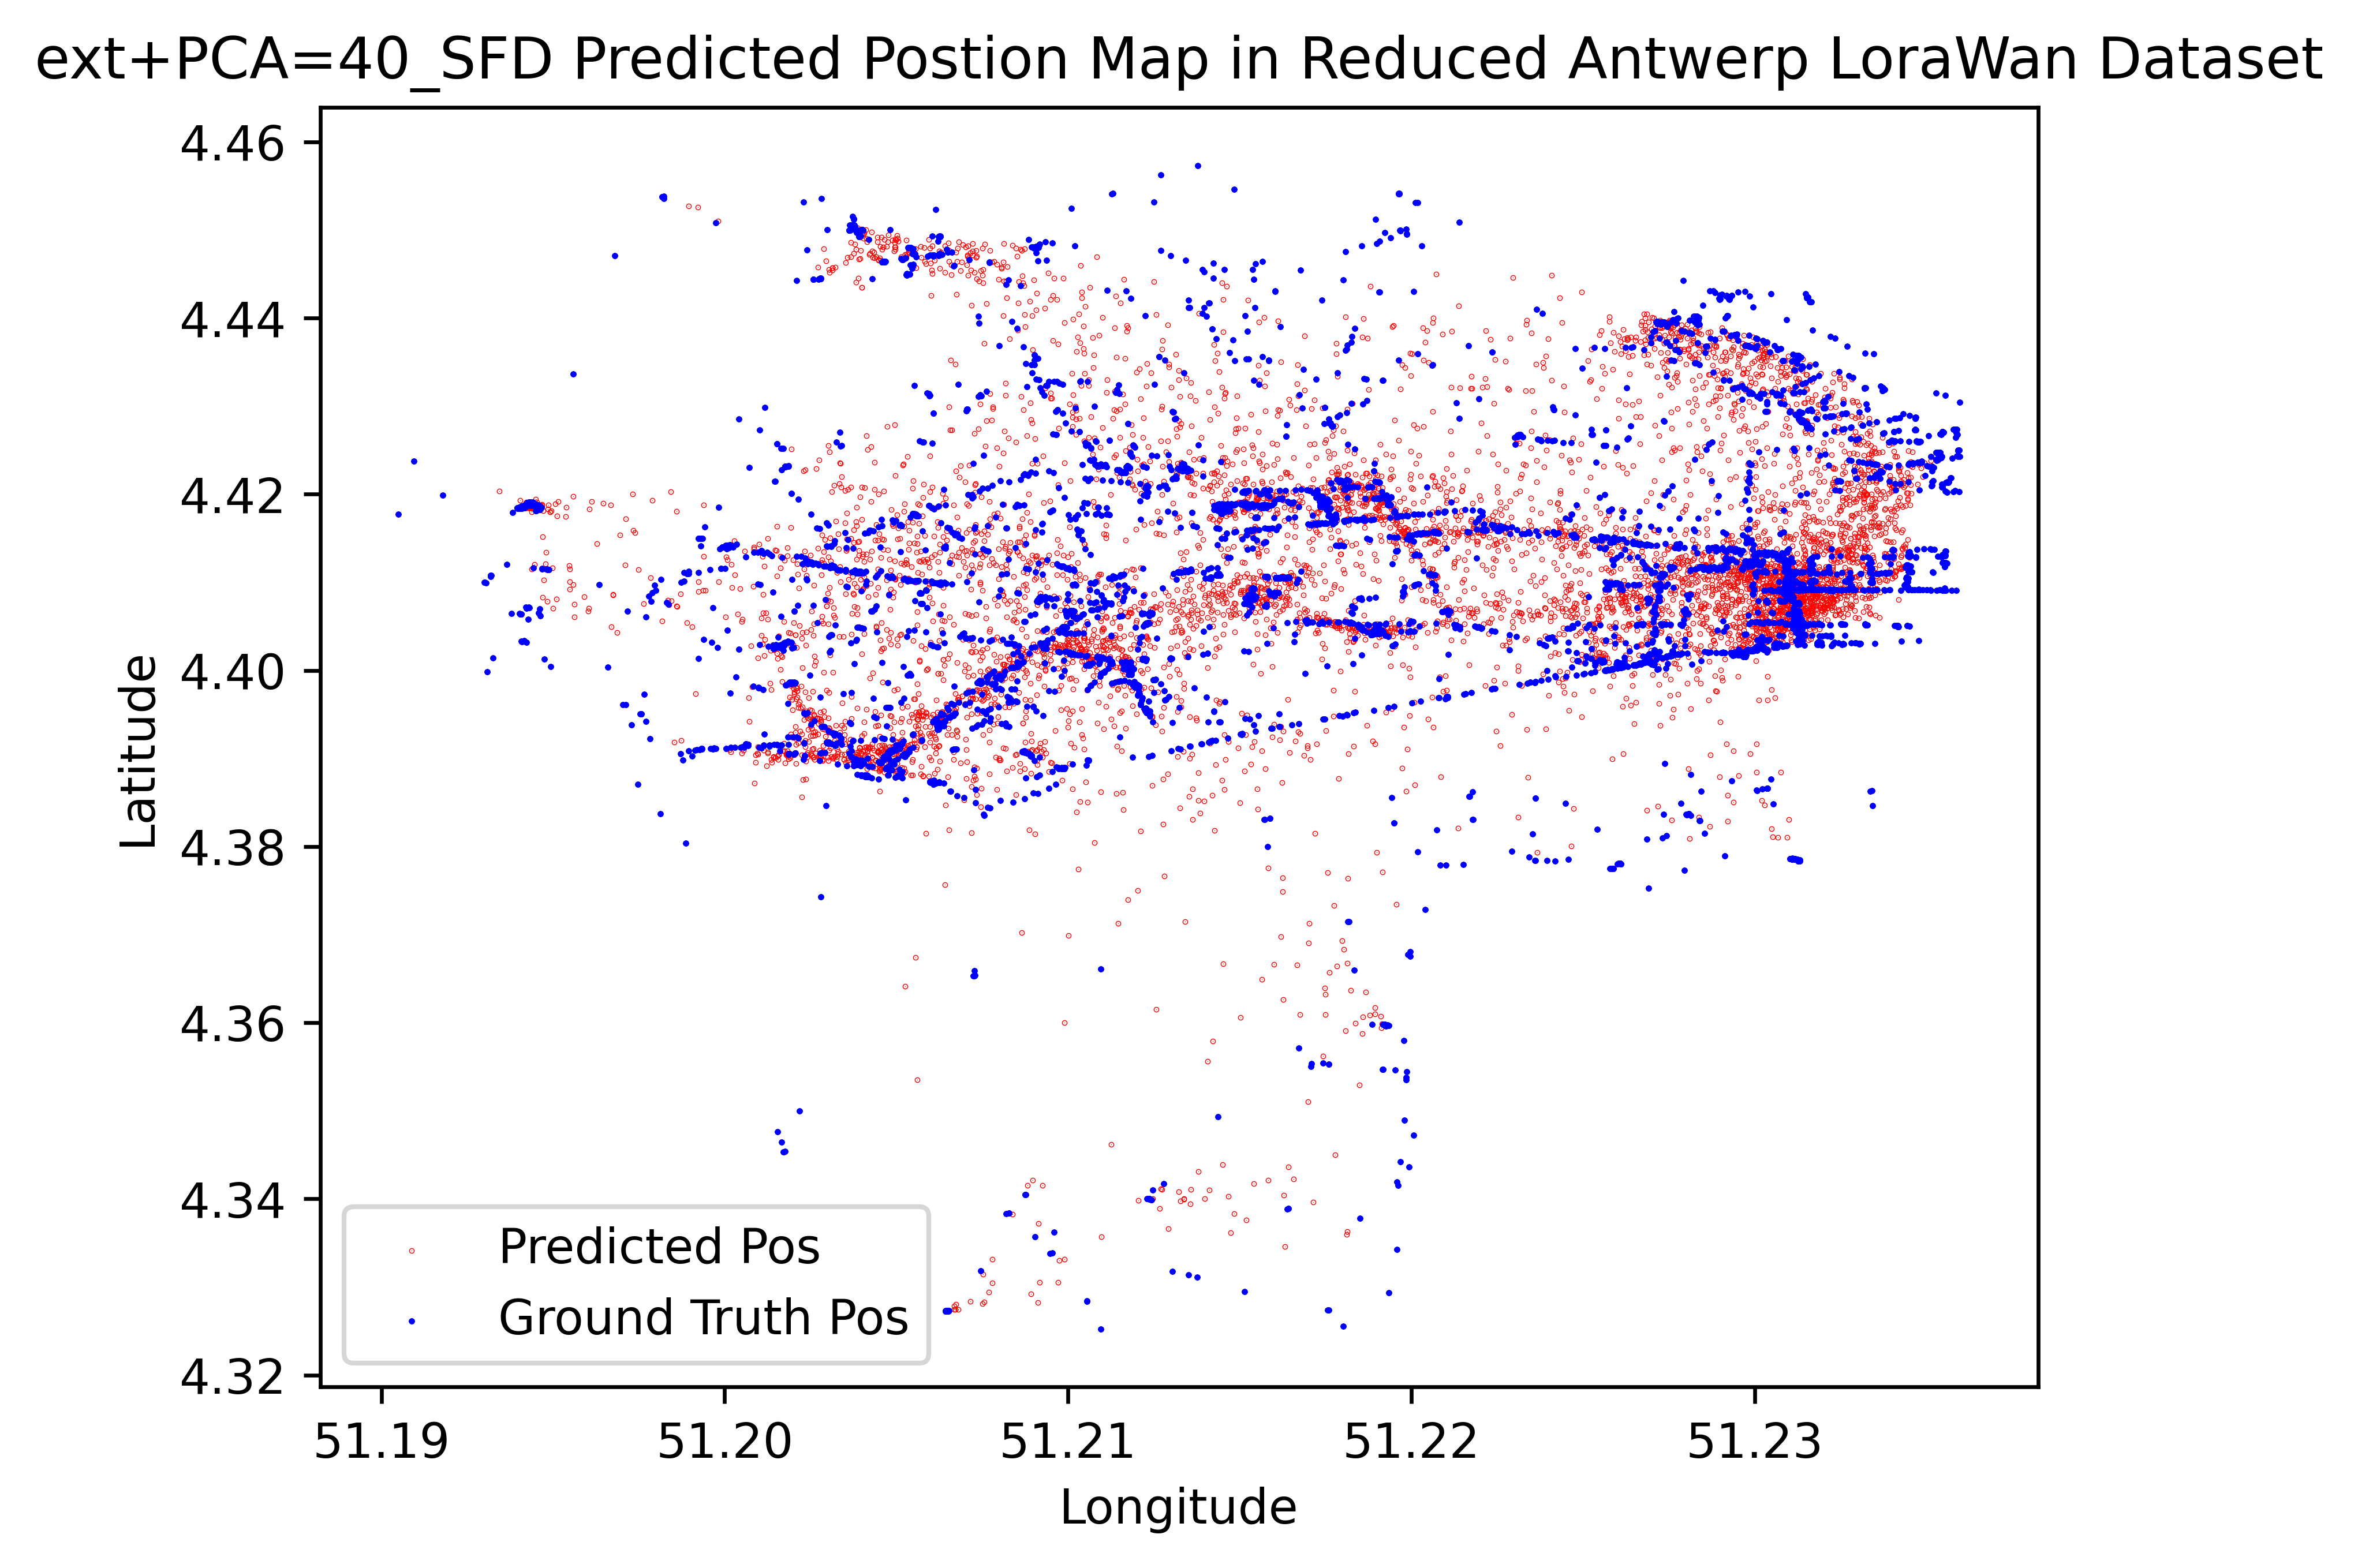 ext+PCA=40_SFD Predicted Postion Map in Reduced Antwerp LoraWan Dataset
4.46
4.44
4.42
4.40
4.38
4.36
4.34
4.32
Latitude
Predicted Pos
Ground Truth Pos
51.19
51.20
51.21
51.22
51.23
Longitude